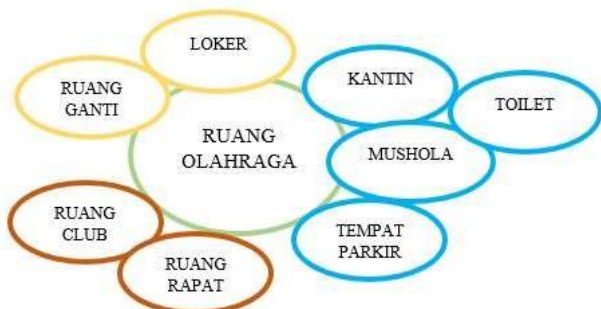 LOKER
RUANG
GANTI
KANTIN
TOILET
RUANG
OLAHRAGA
MUSHOLA
RUANG
CLUB
TEMPAT
PARKIR
RUANG
RAPAT